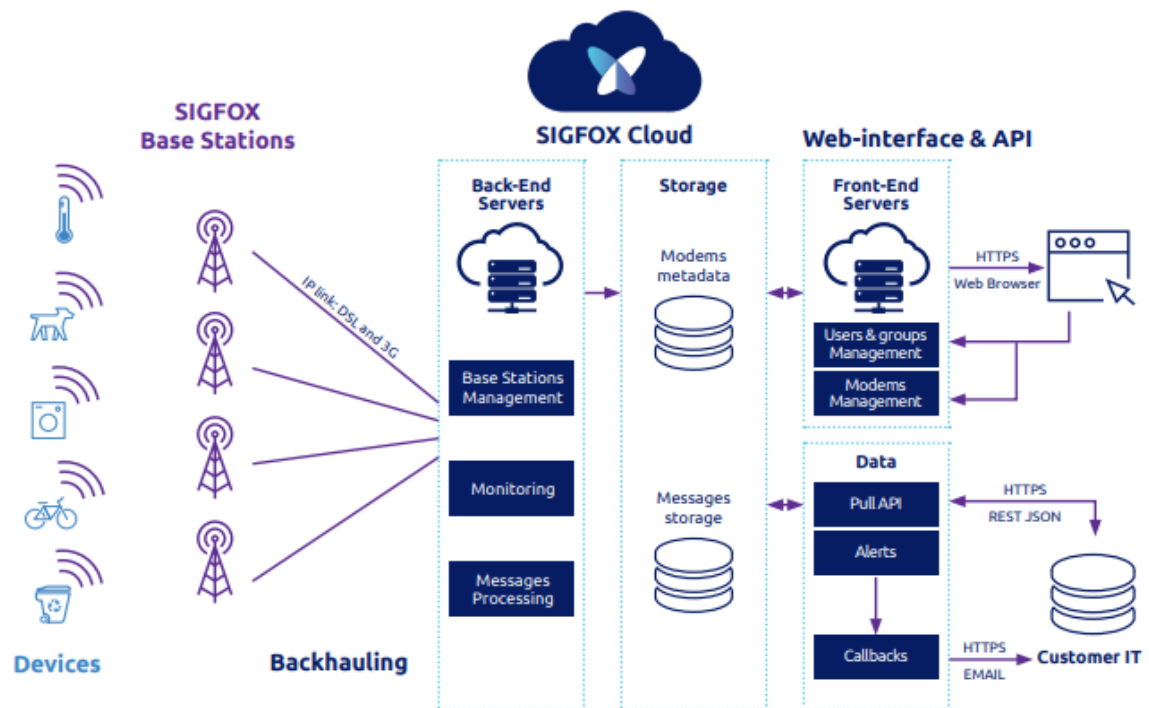 SIGFOX
Base Stations
SIGFOX Cloud
Web-interface & API
Back-End
Servers
Storage
Front-End
Servers
Modems
metadata
HTTPS
Web Browser
IP link: DSL and 3G
Users & groups
Management
Base Stations
Management
Modems
Management
Data
Monitoring
Messages
storage
Pull API
HTTPS
REST JSON
Alerts
Messages
Processing
Devices
Backhauling
Callbacks
HTTPS
EMAIL
Customer IT